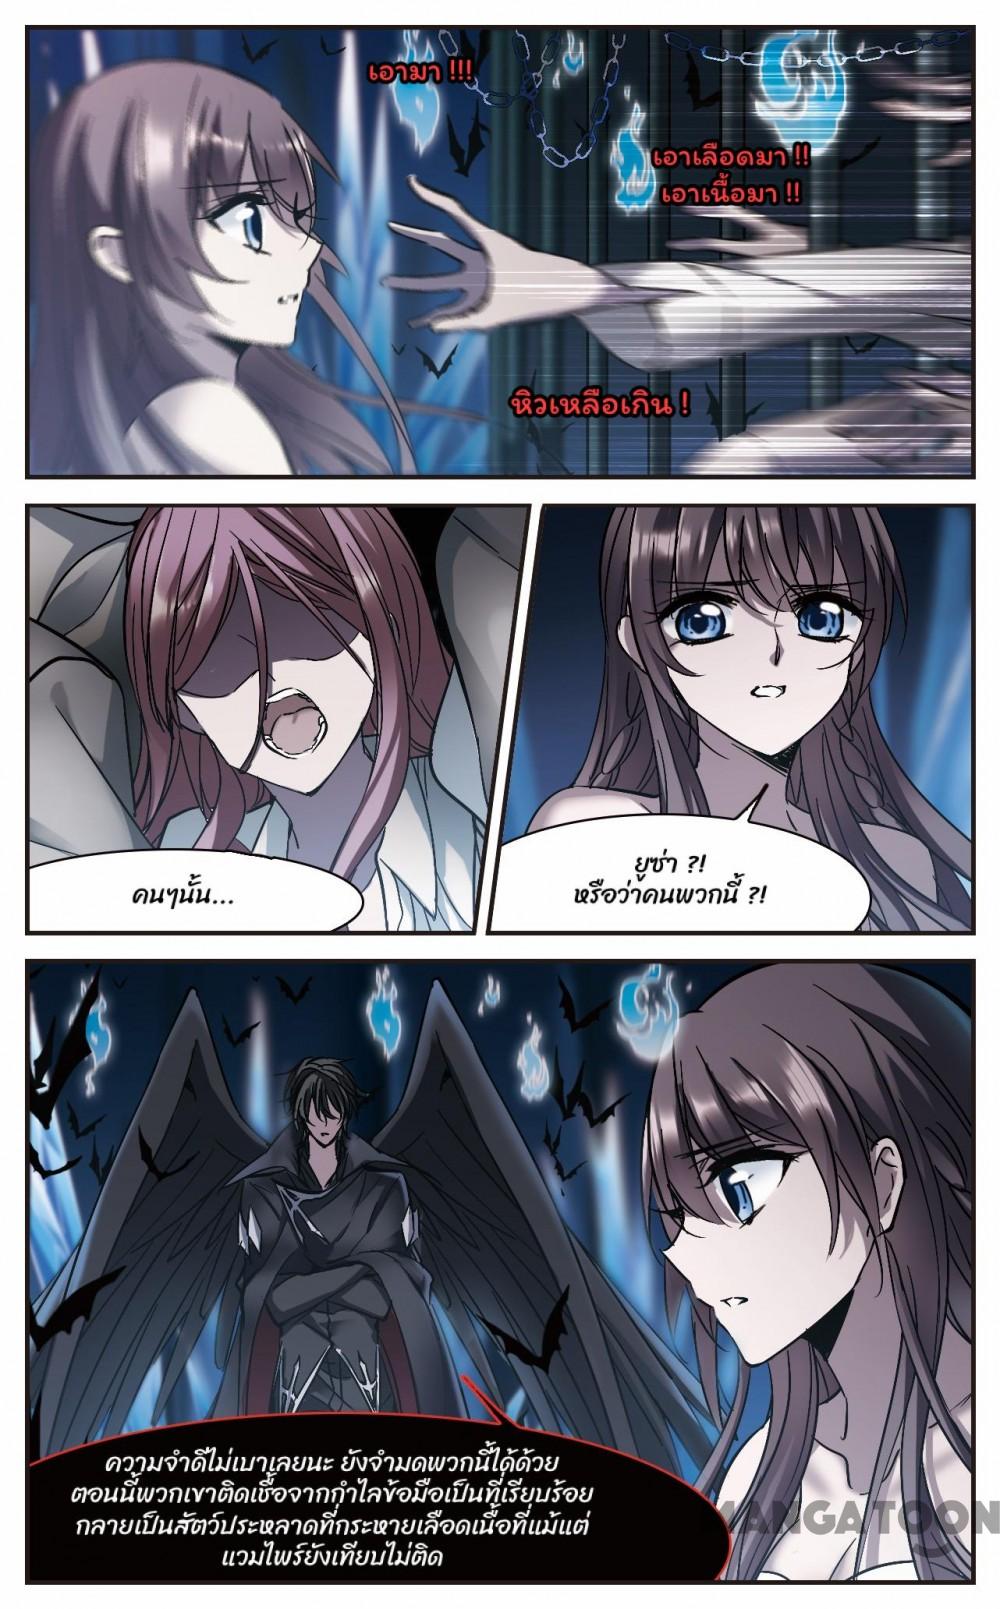 เอามา !!!
เอาเลือดมา !!
เอาเนื้อมา !!
หิวเหลือเกิน !
คนๆนั้น...
ยูซ่า ?!
หรือว่าคนพวกนี้ ?!
ความจำดีไม่เบาเลยนะ ยังจำมดพวกนี้ได้ด้วย
ตอนนี้พวกเขาติดเชื้อจากกำไลข้อมือเป็นที่เรียบร้อย
กลายเป็นสัตว์ประหลาดที่กระหายเลือดเนื้อที่แม้แต่
แวมไพร์ยังเทียบไม่ติด
MANGATOON